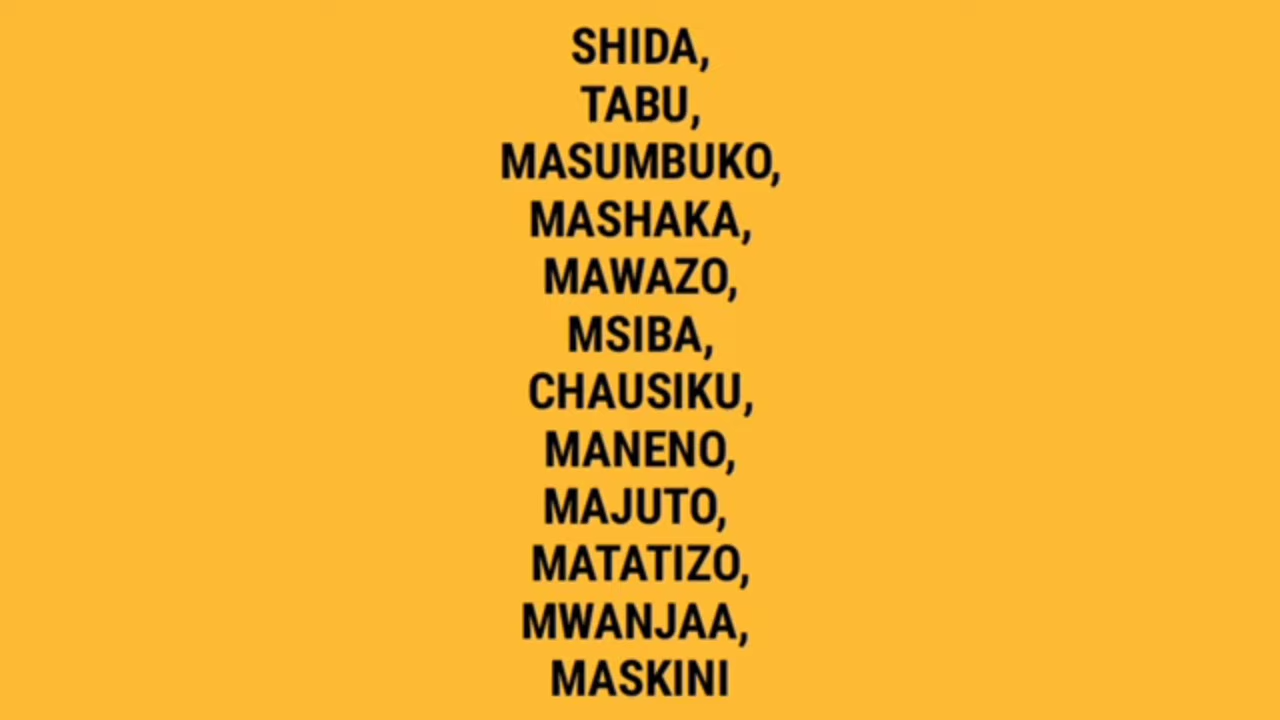 SHIDA,
TABU,
MASUMBUKO,
MASHAKA,
MAWAZO,
MSIBA,
CHAUSIKU,
MANENO,
MAJUTO,
MATATIZO,
MWANJAA,
MASKINI